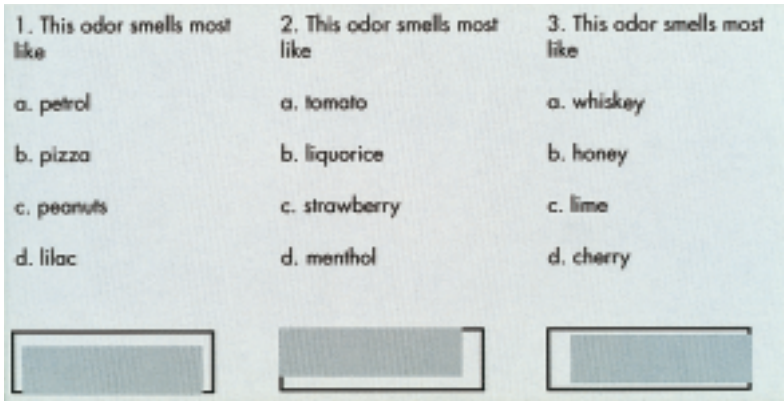 1. This odor smells most
like
a. petrol
b. pizza
c. peanuts
d. lilac
2. This odor smells most
like
a. tomato
b. liquorice
c. strawberry
d. menthol
3. This odor smells most
like
a. whiskey
b. honey
c. lime
d. cherry